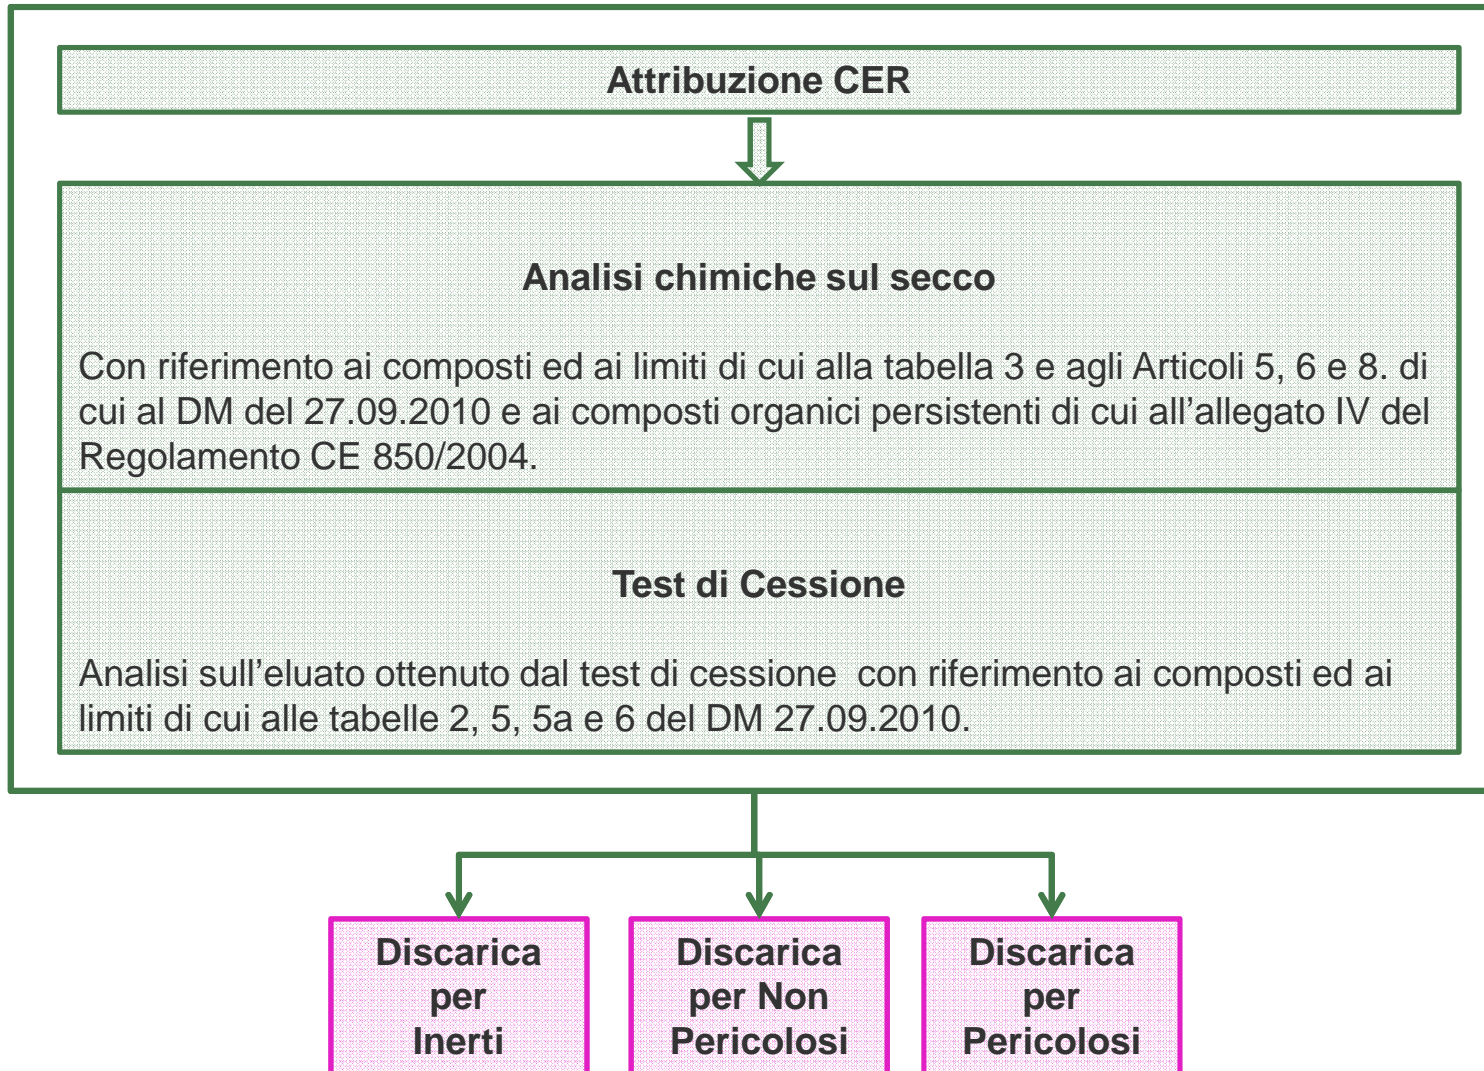 Attribuzione CER
Analisi chimiche sul secco
Con riferimento ai composti ed ai limiti di cui alla tabella 3 e agli Articoli 5, 6 e 8. di
cui al DM del 27.09.2010 e ai composti organici persistenti di cui all’allegato IV del
Regolamento CE 850/2004.
Test di Cessione
Analisi sull’eluato ottenuto dal test di cessione  con riferimento ai composti ed ai
limiti di cui alle tabelle 2, 5, 5a e 6 del DM 27.09.2010.
Discarica
per
Inerti
Discarica
per Non
Pericolosi
Discarica
per
Pericolosi